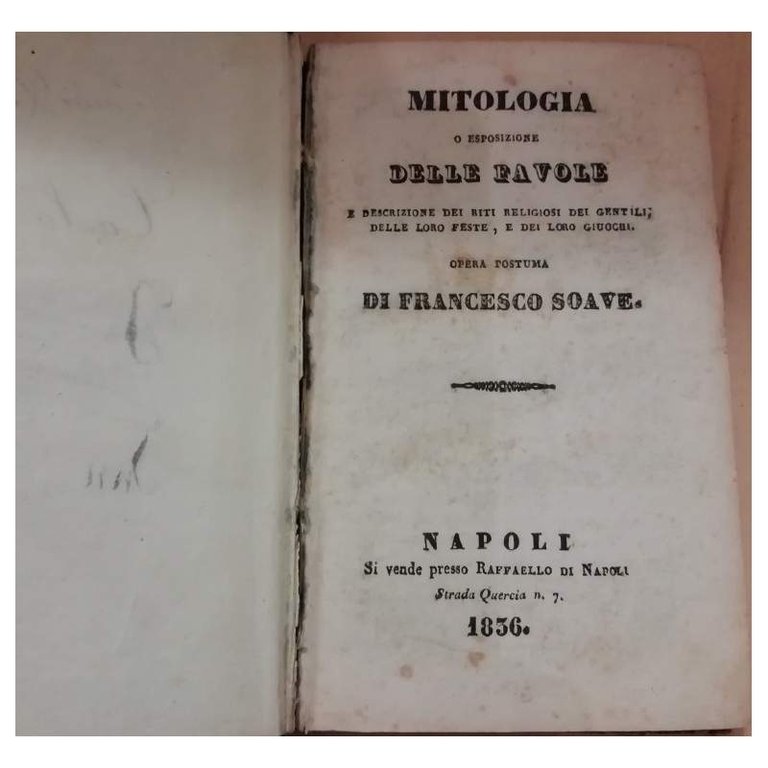 MITOLOGIA
O ESPOSIZIONE
DELLE FAVOLE
E DESCRIZIONE DEI RITI RELIGIOSI DEI GENTILI;
DELLE LORO FESTE, E DEI LORO GIUOCHI.
OPERA POSTUMA
DI FRANCESCO SOAVE.
NAPOLI
Si vende presso RAFFAELLO DI NAPOLI
Strada Quercia n. 7.
1836.